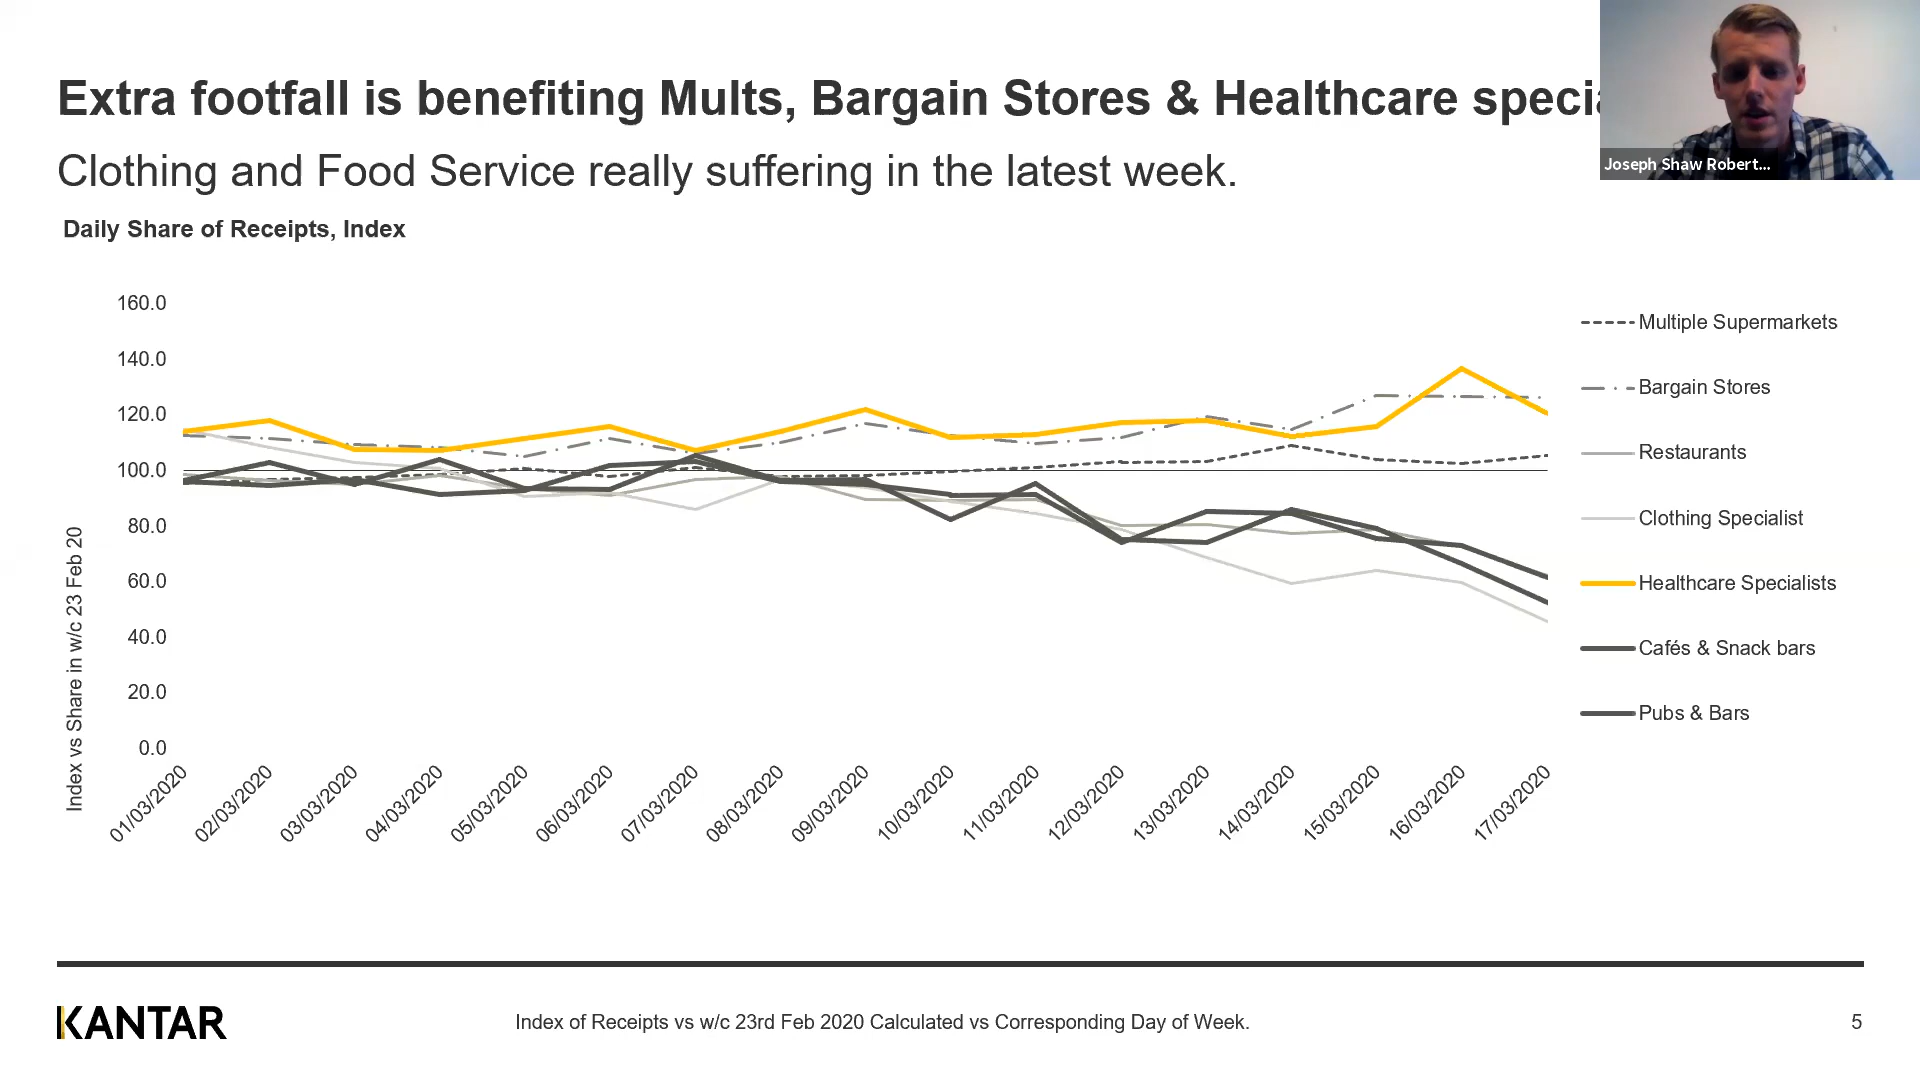 Extra footfall is benefiting Mults, Bargain Stores & Healthcare
Clothing and Food Service really suffering in the latest week.
Joseph Shaw Robert...
Daily Share of Receipts, Index
Index vs Share in w/c 23 Feb 20
160.0
140.0
120.0
100.0
80.0
60.0
40.0
20.0
0.0
01/03/2020
02/03/2020
03/03/2020
04/03/2020
05/03/2020
06/03/2020
07/03/2020
08/03/2020
09/03/2020
10/03/2020
11/03/2020
12/03/2020
13/03/2020
14/03/2020
15/03/2020
16/03/2020
17/03/2020
Multiple Supermarkets
Bargain Stores
Restaurants
Clothing Specialist
Healthcare Specialists
Cafés & Snack bars
Pubs & Bars
KANTAR
Index of Receipts vs w/c 23rd Feb 2020 Calculated vs Corresponding Day of Week.
5